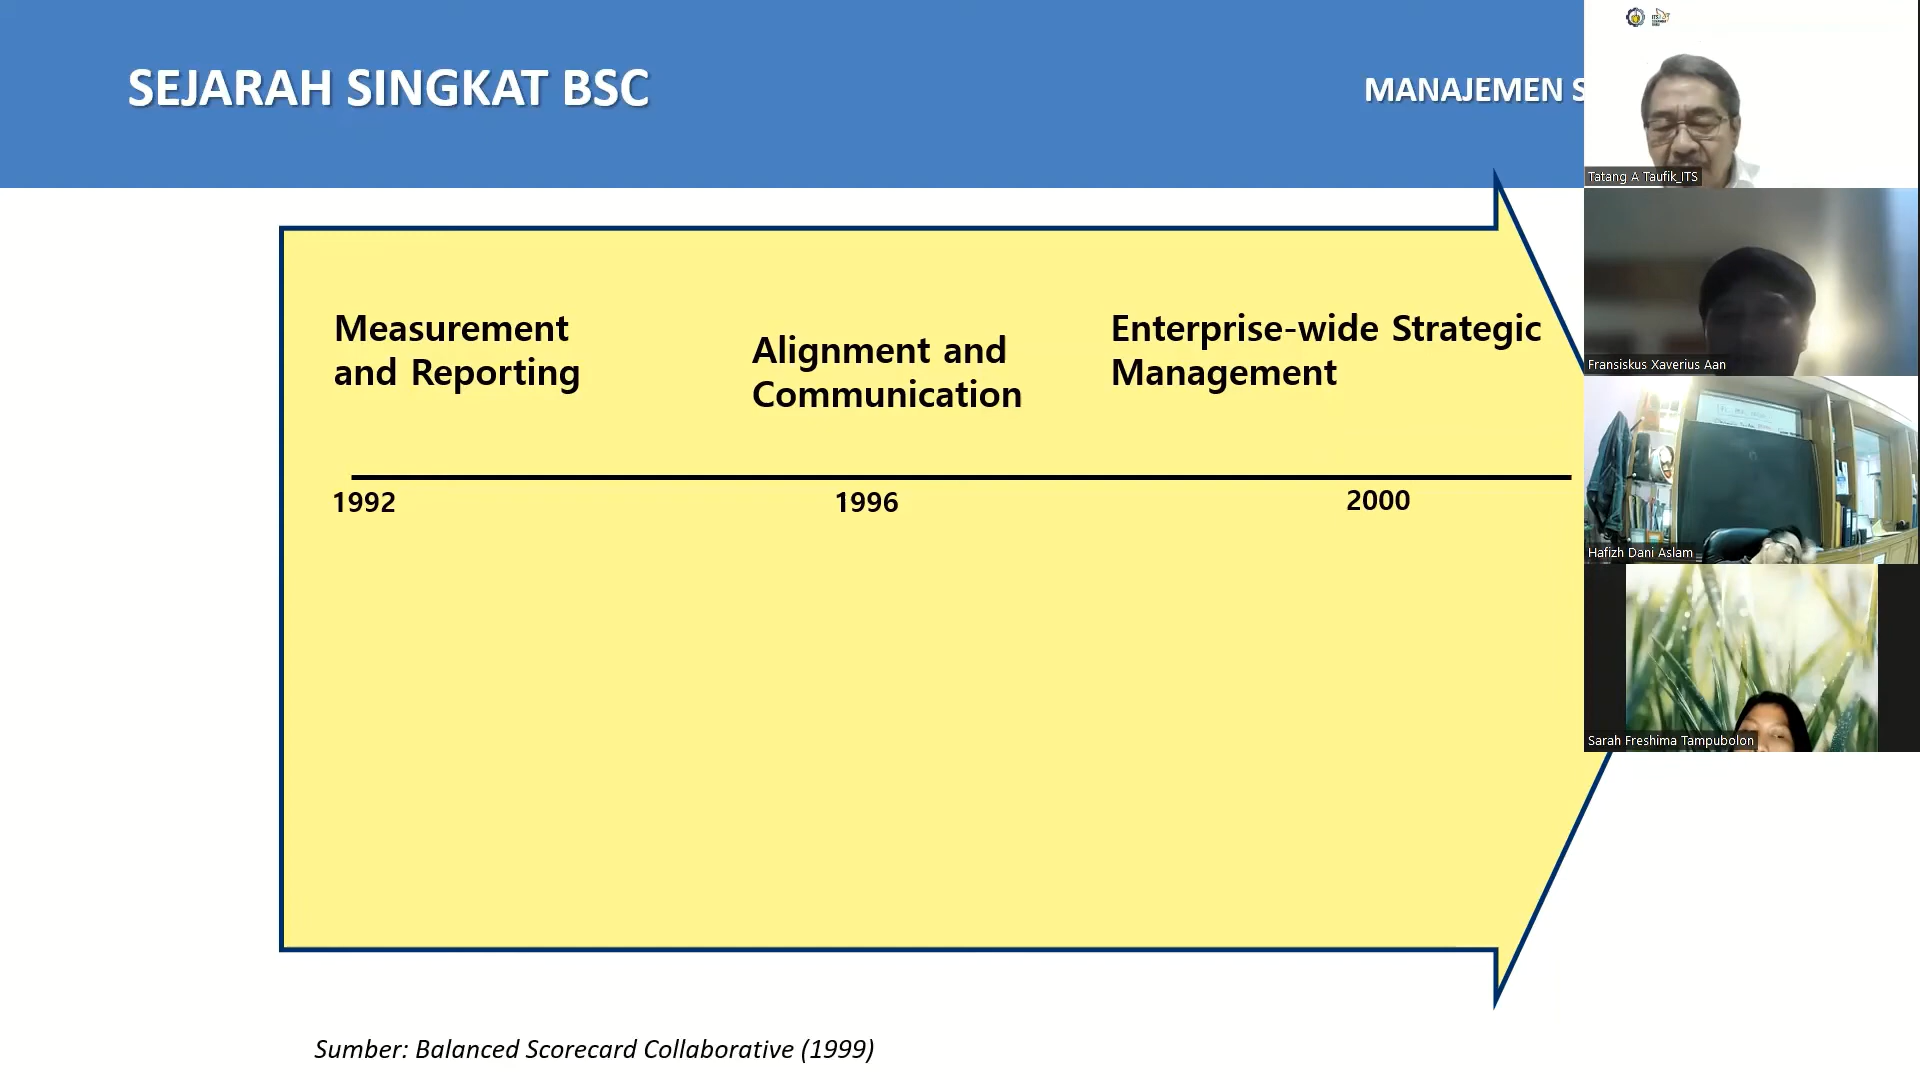 SEJARAH SINGKAT BSC
MANAJEMEN S
Measurement
and Reporting
Alignment and
Communication
Enterprise-wide Strategic
Management
1992
1996
2000
Sumber: Balanced Scorecard Collaborative (1999)
Tatang A Taufik_ITS
Fransiskus Xaverius Aan
Hafizh Dani Aslam
Sarah Freshima Tampubolon